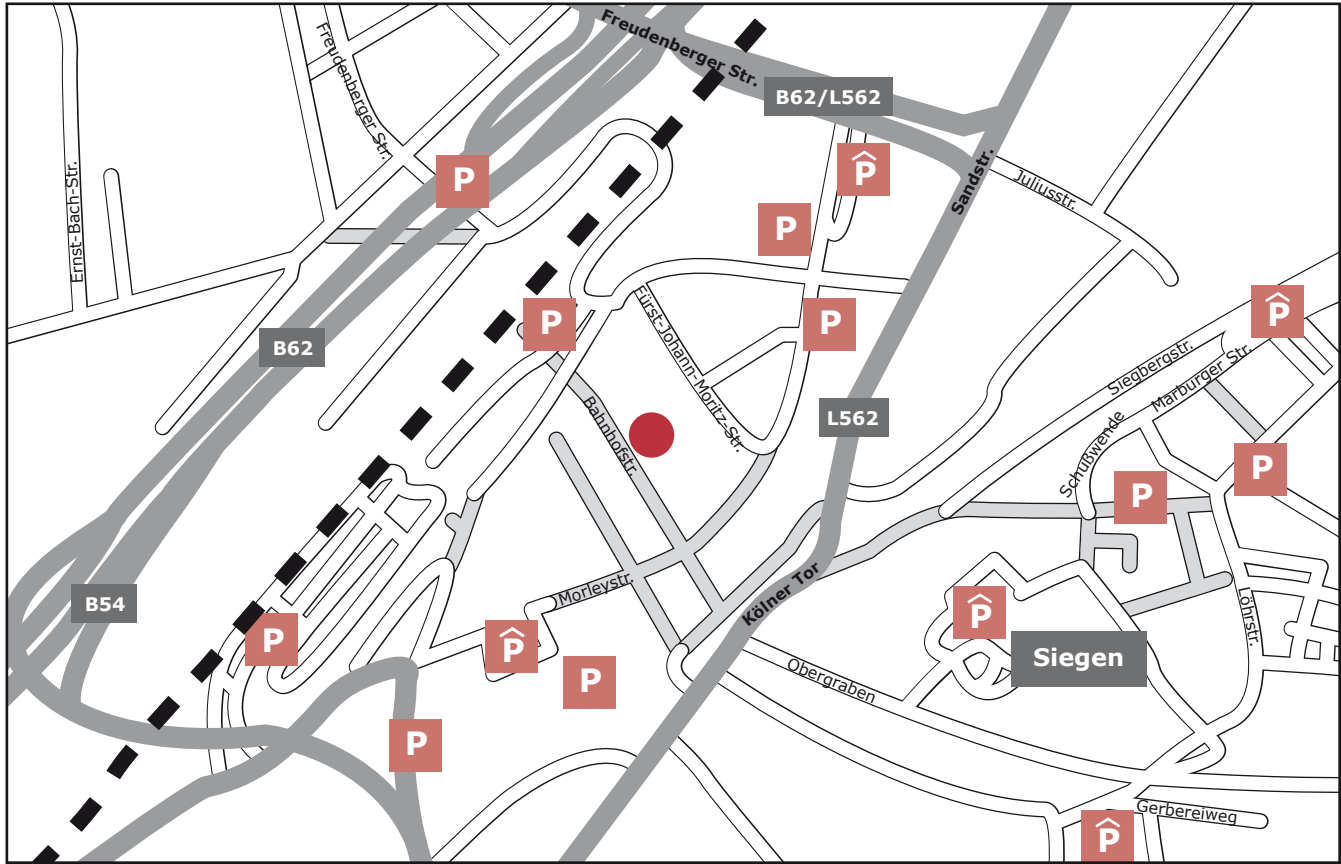 Freudenberger Str.
Freudenberger Str.
B62/L562
Ernst-Bach-Str.
P
P
Sandstr.
Juliusstr.
P
P
P
P
Fürst-Johann-Moritz-Str.
B62
Siegbergstr.
Marburger Str.
Bahnhofstr.
L562
Schußwende
P
P
B54
Morleystr.
Kölner Tor
P
Löhrstr.
P
P
Siegen
P
Obergraben
P
Gerbereiweg
P